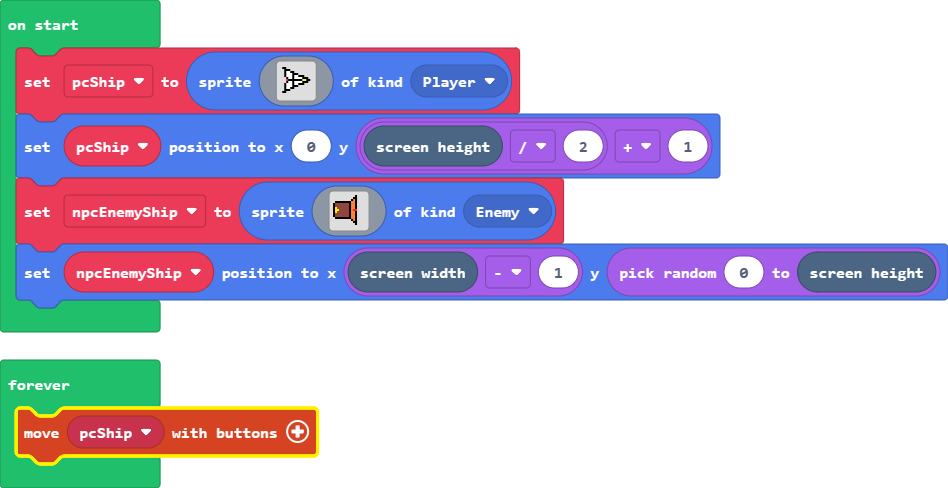 on start
set pcShip to sprite of kind Player
set pcShip position to x 0 y screen height / 2 + 1
set npcEnemyShip to sprite of kind Enemy
set npcEnemyShip position to x screen width - 1 y pick random 0 to screen height
forever
move pcShip with buttons